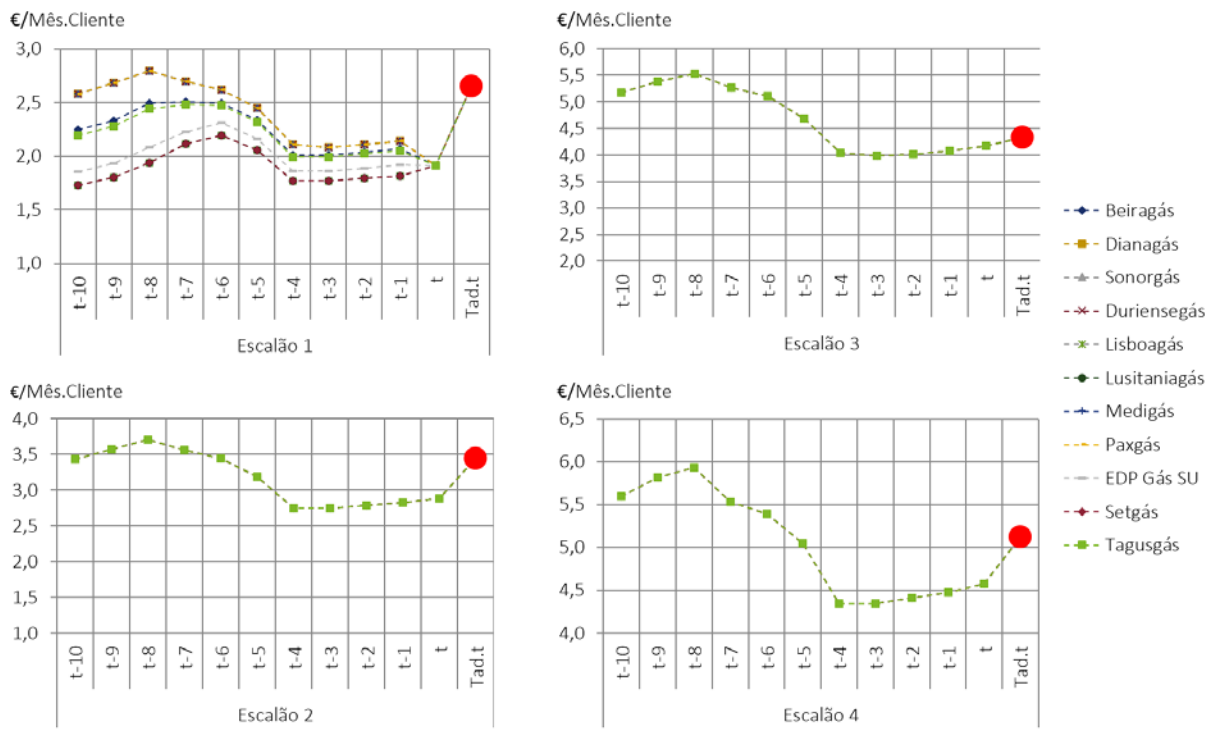 €/Mês.Cliente
3,0
2,5
2,0
1,5
1,0
t-10
t-9
t-8
t-7
t-6
t-5
t-4
t-3
t-2
t-1
t
Tad.t
Escalão 1
€/Mês.Cliente
6,0
5,5
5,0
4,5
4,0
3,5
3,0
2,5
2,0
t-10
t-9
t-8
t-7
t-6
t-5
t-4
t-3
t-2
t-1
t
Tad.t
Escalão 3
€/Mês.Cliente
4,0
3,5
3,0
2,5
2,0
1,5
1,0
t-10
t-9
t-8
t-7
t-6
t-5
t-4
t-3
t-2
t-1
t
Tad.t
Escalão 2
€/Mês.Cliente
6,5
6,0
5,5
5,0
4,5
4,0
t-10
t-9
t-8
t-7
t-6
t-5
t-4
t-3
t-2
t-1
t
Tad.t
Escalão 4
Beiragás
Dianagás
Sonorgás
Duriensegás
Lisboagás
Lusitaniagás
Medigás
Paxgás
EDP Gás SU
Setgás
Tagusgás